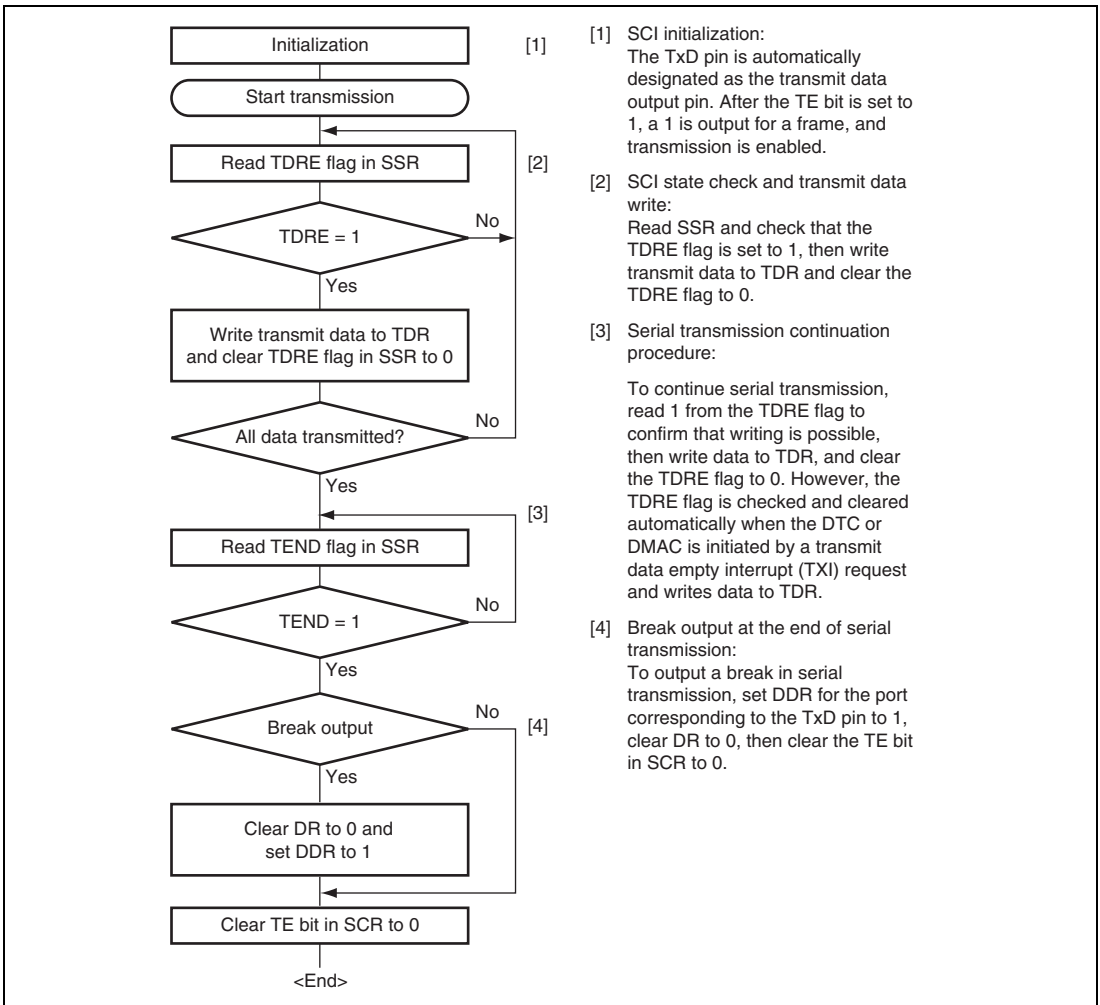 Initialization
[1]
Start transmission
Read TDRE flag in SSR
[2]
No
TDRE = 1
Yes
Write transmit data to TDR
and clear TDRE flag in SSR to 0
No
All data transmitted?
Yes
[3]
Read TEND flag in SSR
No
TEND = 1
Yes
No
Break output
[4]
Yes
Clear DR to 0 and
set DDR to 1
Clear TE bit in SCR to 0
<End>
[1] SCI initialization:
The TxD pin is automatically
designated as the transmit data
output pin. After the TE bit is set to
1, a 1 is output for a frame, and
transmission is enabled.
[2] SCI state check and transmit data
write:
Read SSR and check that the
TDRE flag is set to 1, then write
transmit data to TDR and clear the
TDRE flag to 0.
[3] Serial transmission continuation
procedure:
To continue serial transmission,
read 1 from the TDRE flag to
confirm that writing is possible,
then write data to TDR, and clear
the TDRE flag to 0. However, the
TDRE flag is checked and cleared
automatically when the DTC or
DMAC is initiated by a transmit
data empty interrupt (TXI) request
and writes data to TDR.
[4] Break output at the end of serial
transmission:
To output a break in serial
transmission, set DDR for the port
corresponding to the TxD pin to 1,
clear DR to 0, then clear the TE bit
in SCR to 0.